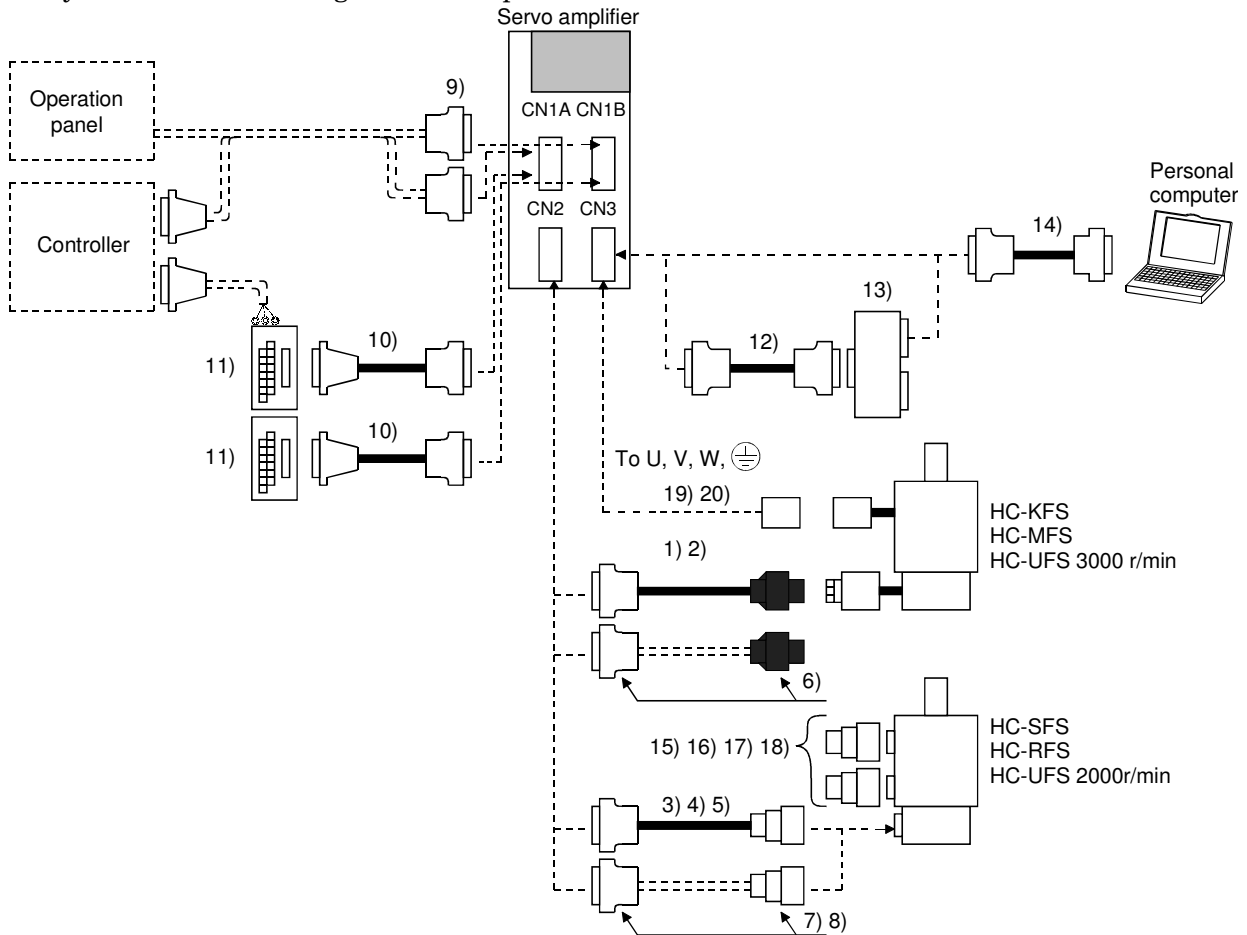 Servo amplifier
Operation
panel
9)
CN1A CN1B
Personal
computer
Controller
CN2 CN3
14)
13)
12)
10)
11)
10)
11)
To U, V, W,
19) 20)
HC-KFS
HC-MFS
HC-UFS 3000 r/min
1) 2)
6)
HC-SFS
HC-RFS
HC-UFS 2000r/min
15) 16) 17) 18)
3) 4) 5)
7) 8)